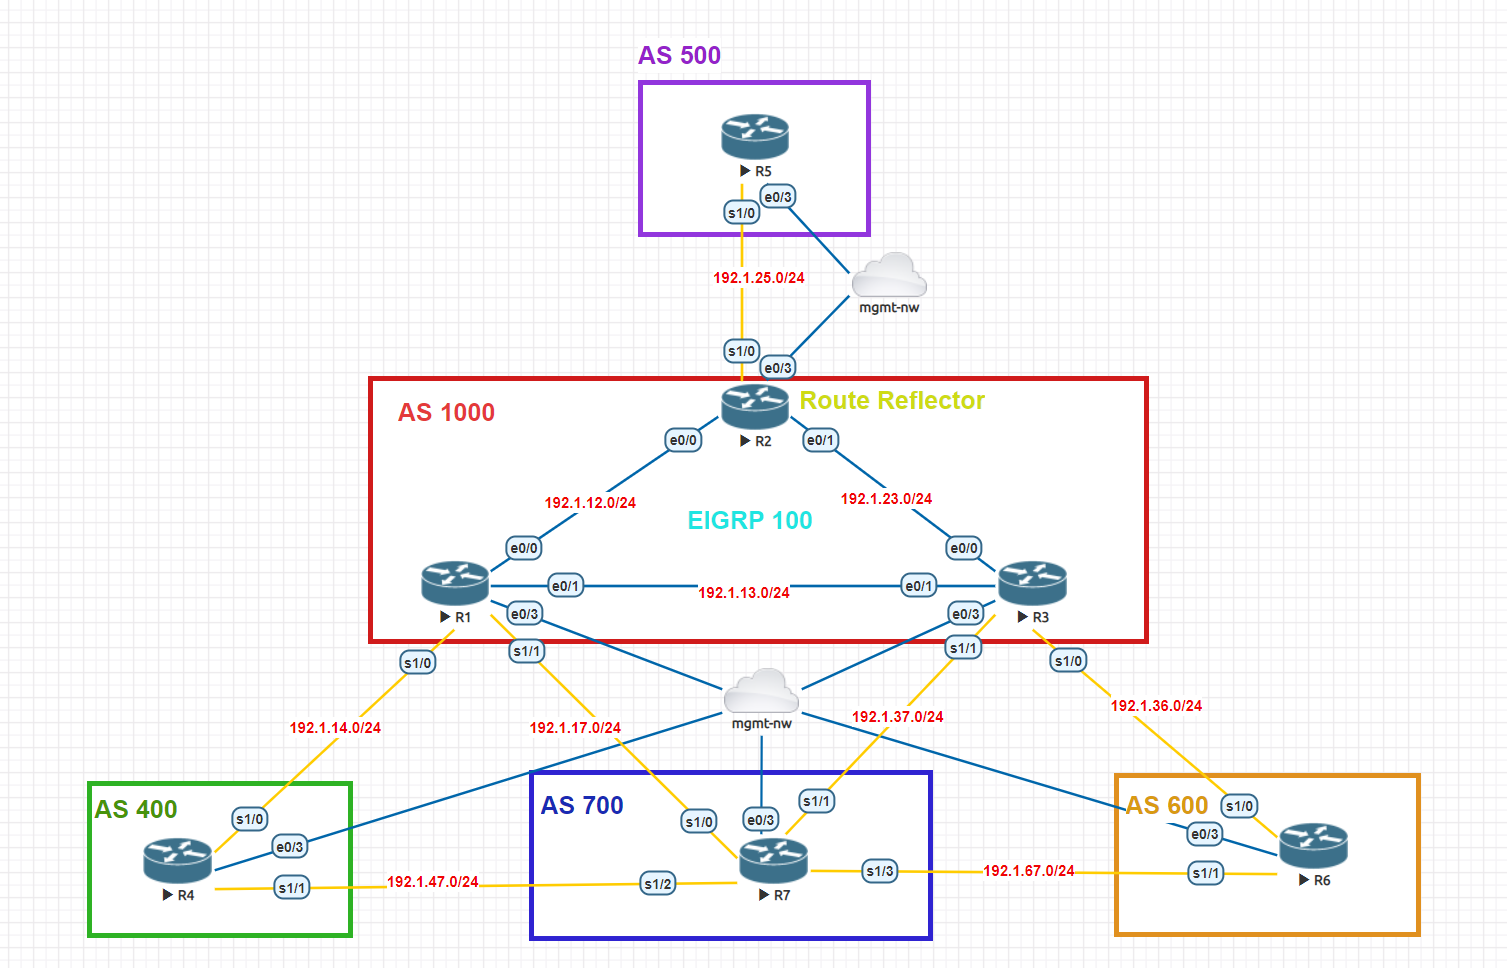 AS 500
R5
e0/3
s1/0
192.1.25.0/24
mgmt-nw
s1/0
e0/3
AS 1000
Route Reflector
R2
e0/0
e0/1
192.1.12.0/24
192.1.23.0/24
EIGRP 100
e0/0
e0/0
e0/1
192.1.13.0/24
e0/1
R1
e0/3
e0/3
R3
s1/0
s1/1
s1/1
s1/0
192.1.14.0/24
192.1.17.0/24
mgmt-nw
192.1.37.0/24
192.1.36.0/24
AS 400
AS 700
AS 600
s1/0
e0/3
s1/0
e0/3
s1/1
s1/0
e0/3
R4
s1/1
192.1.47.0/24
s1/2
R7
s1/3
192.1.67.0/24
s1/1
R6